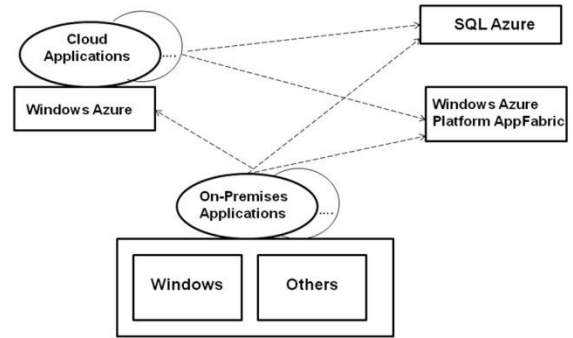 Cloud
Applications
....
SQL Azure
Windows Azure
Windows Azure
Platform AppFabric
On-Premises
Applications
....
Windows
Others